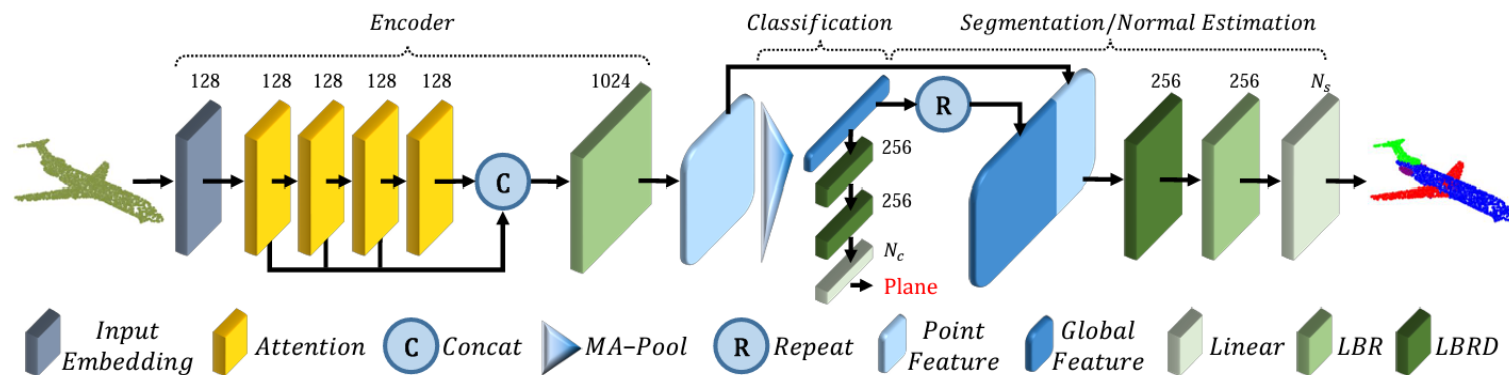 Encoder
Classification
Segmentation/Normal Estimation
128
128
128
128
128
1024
256
256
N_s
C
R
256
256
N_c
Plane
Input
Embedding
Attention
C
Concat
MA–Pool
R
Repeat
Point
Feature
Global
Feature
Linear
LBR
LBRD